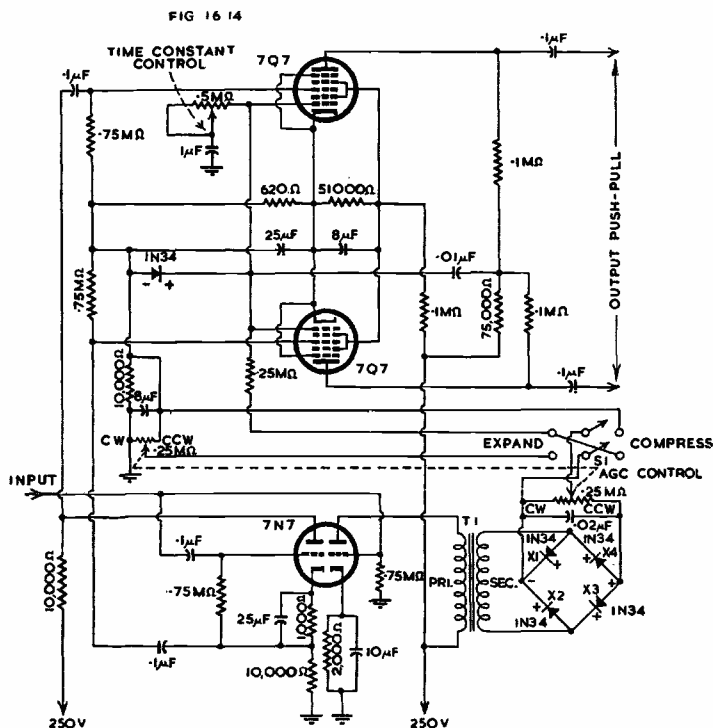 FIG 16 14
TIME CONSTANT
CONTROL
7Q7
·1μF
·1μF
·5MΩ
·75MΩ
1μF
·1MΩ
620Ω
51000Ω
25μF
8μF
1N34
- +
·01μF
·75MΩ
·1MΩ
75,000Ω
·1MΩ
OUTPUT PUSH-PULL
7Q7
·25MΩ
·1μF
10,000Ω
8μF
CW
CCW
·25MΩ
EXPAND
COMPRESS
S1
AGC CONTROL
INPUT
·25MΩ
CW
CCW
·02μF
7N7
T1
1N34
1N34
X1
X4
·1μF
PRI.
SEC.
- +
·75MΩ
·75MΩ
X2
X3
1N34
1N34
25μF
1000Ω
10,000Ω
2,000Ω
10μF
·1μF
10,000Ω
250V
250V